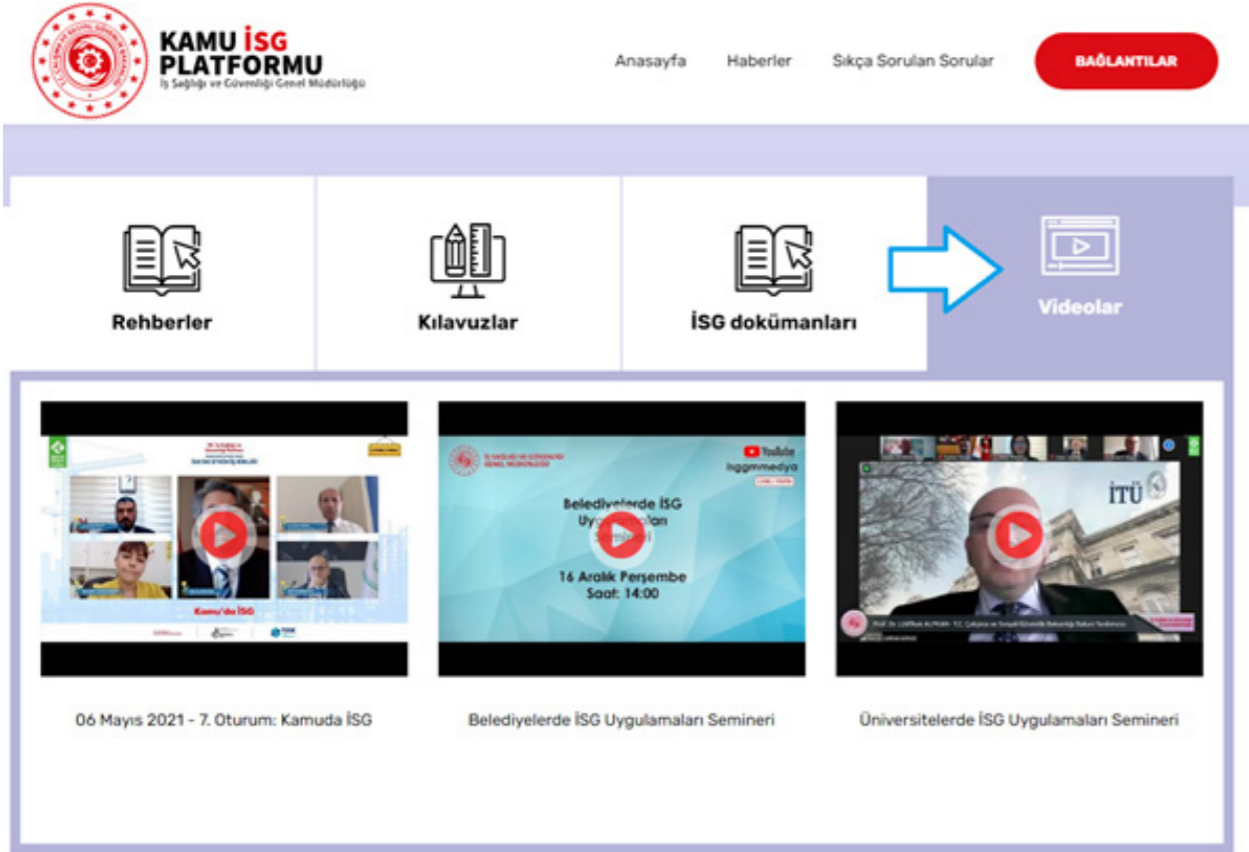 KAMU İSG
PLATFORMU
İş Sağlığı ve Güvenliği Genel Müdürlüğü
Anasayfa
Haberler
Sıkça Sorulan Sorular
BAĞLANTILAR
Rehberler
Kılavuzlar
İSG dokümanları
Videolar
Kamu'da İSG
İŞ SAĞLIĞI VE GÜVENLİĞİ
GENEL MÜDÜRLÜĞÜ
YouTube
isggmmedya
Belediyelerde İSG
Uygulamaları
Semineri
16 Aralık Perşembe
Saat: 14:00
İTÜ
06 Mayıs 2021 - 7. Oturum: Kamuda İSG
Belediyelerde İSG Uygulamaları Semineri
Üniversitelerde İSG Uygulamaları Semineri